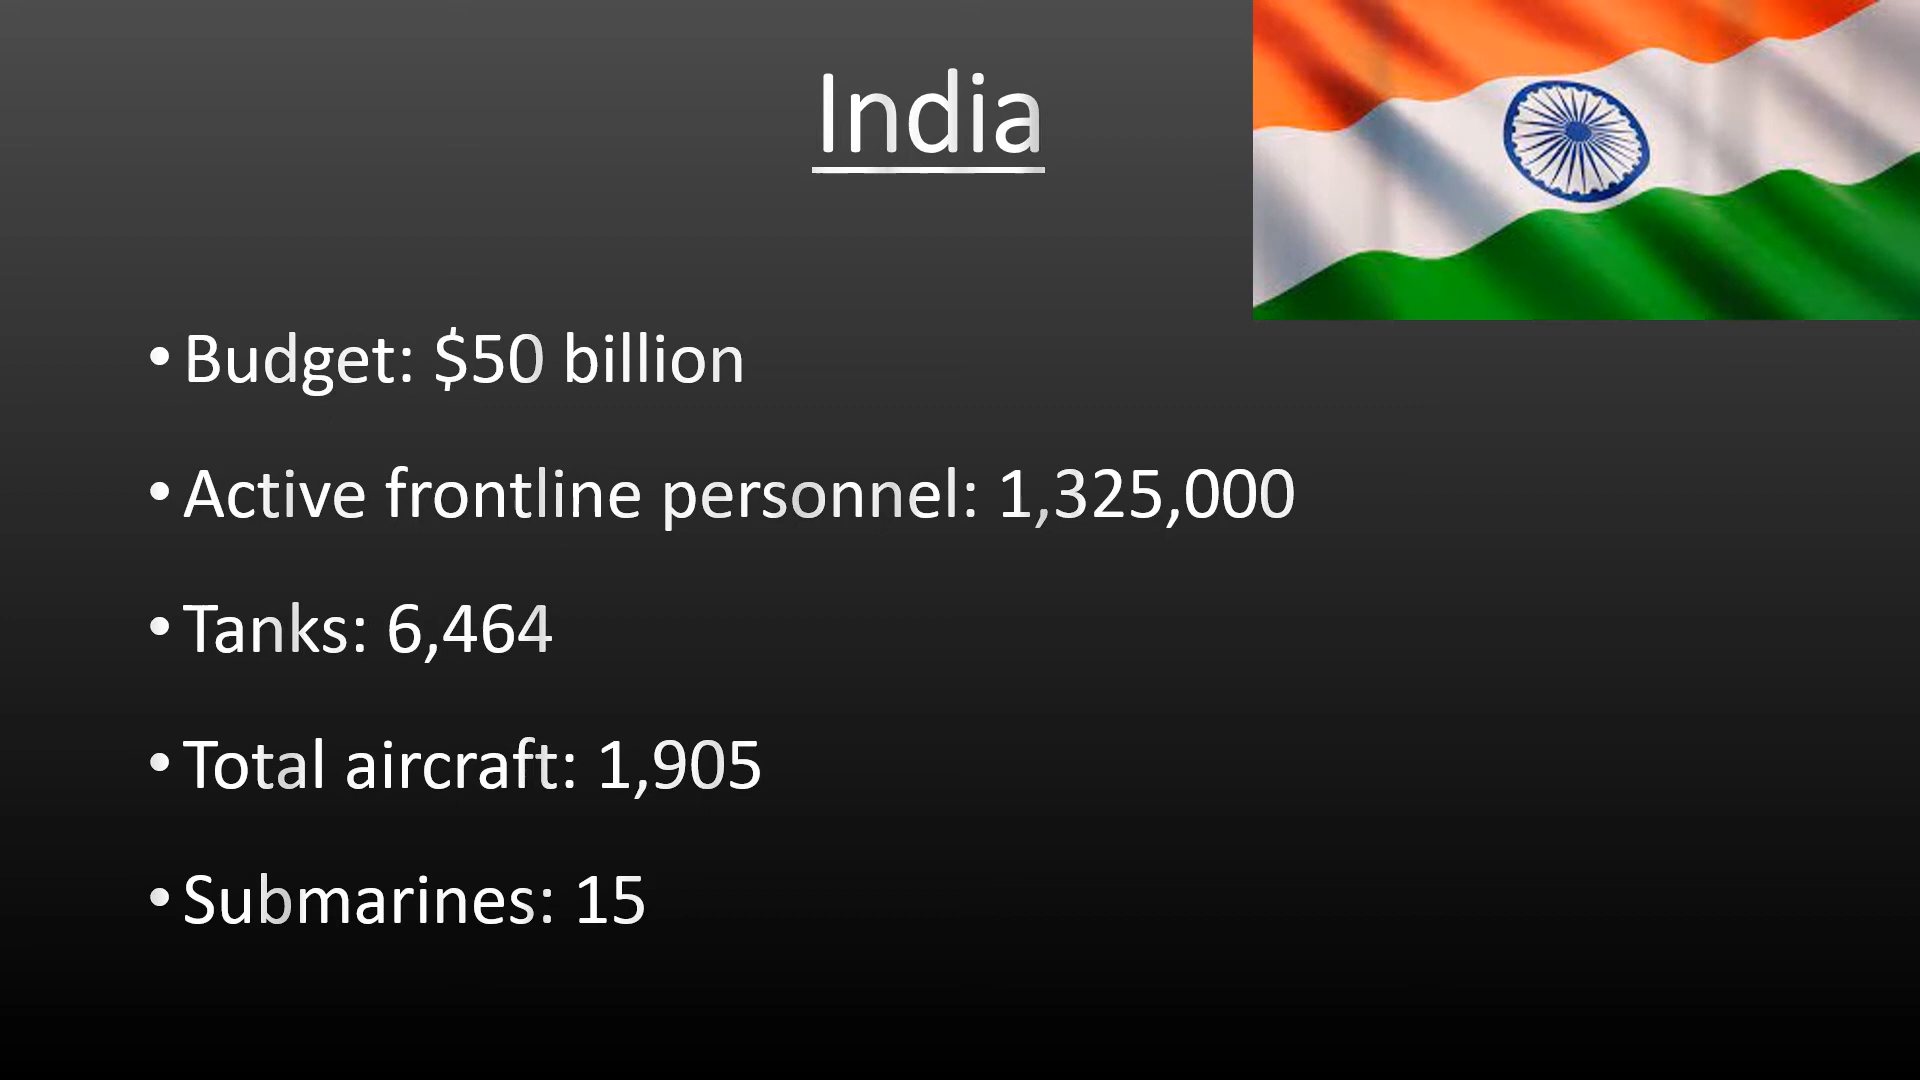 India
• Budget: $50 billion
• Active frontline personnel: 1,325,000
• Tanks: 6,464
• Total aircraft: 1,905
• Submarines: 15